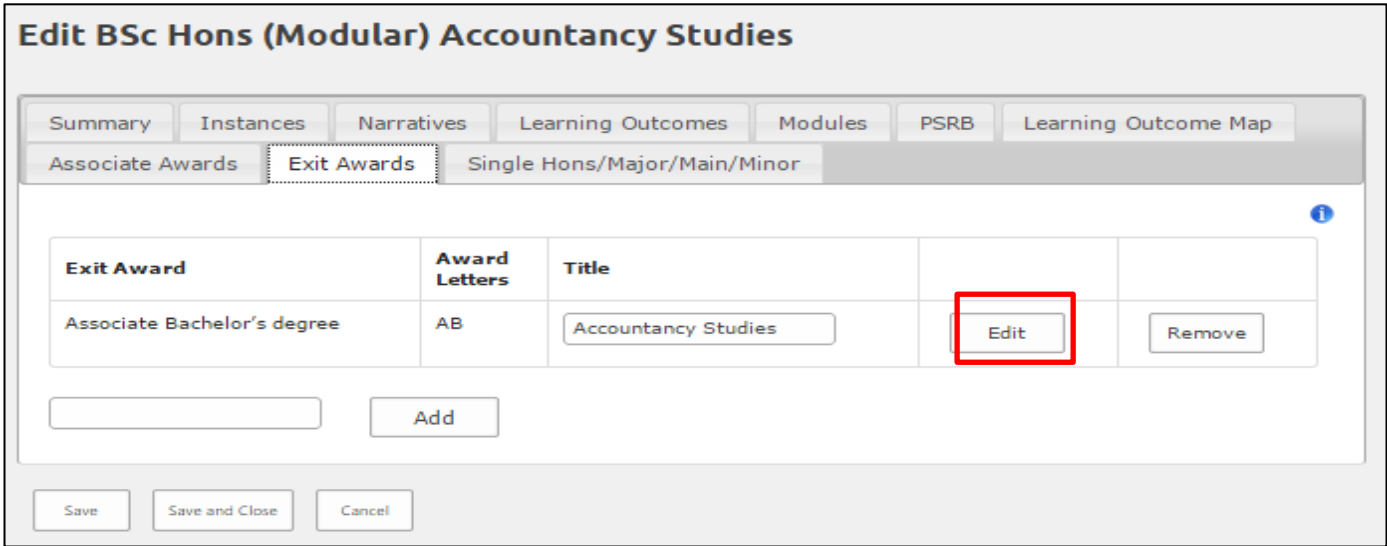 Edit BSc Hons (Modular) Accountancy Studies
Summary Instances Narratives Learning Outcomes Modules PSRB Learning Outcome Map
Associate Awards Exit Awards Single Hons/Major/Main/Minor
i
Exit Award Award Letters Title
Associate Bachelor's degree AB Accountancy Studies Edit Remove
Add
Save Save and Close Cancel